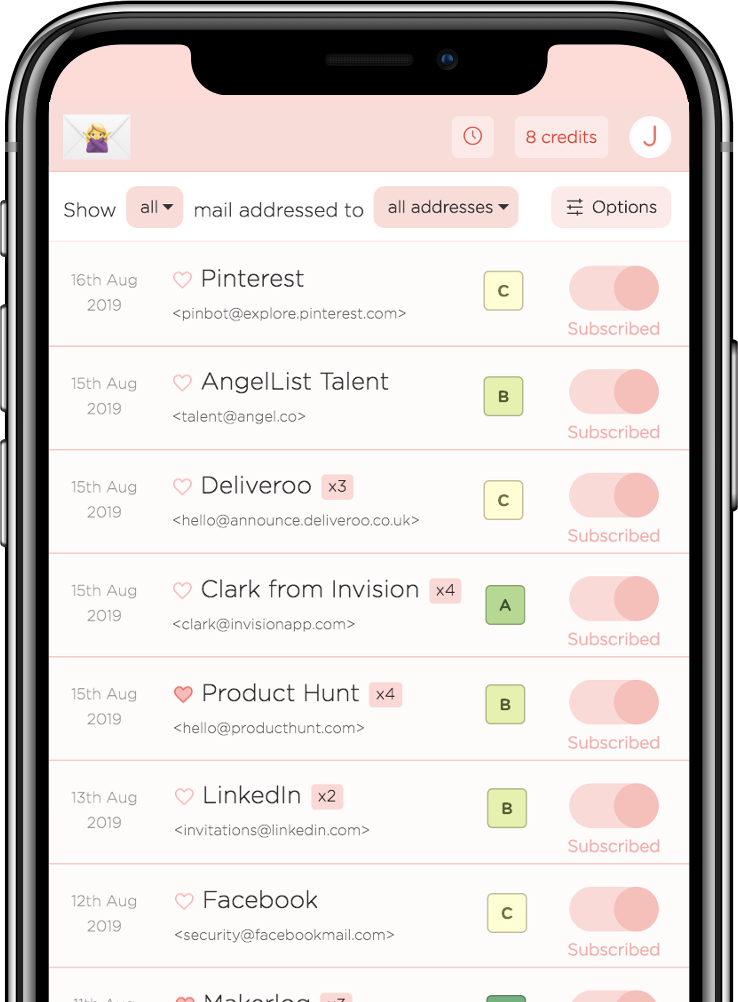 J
8 credits
Show all mail addressed to all addresses Options
16th Aug
2019
Pinterest
<pinbot@explore.pinterest.com>
C
Subscribed
15th Aug
2019
AngelList Talent
<talent@angel.co>
B
Subscribed
15th Aug
2019
Deliveroo x3
<hello@announce.deliveroo.co.uk>
C
Subscribed
15th Aug
2019
Clark from Invision x4
<clark@invisionapp.com>
A
Subscribed
15th Aug
2019
Product Hunt x4
<hello@producthunt.com>
B
Subscribed
13th Aug
2019
LinkedIn x2
<invitations@linkedin.com>
B
Subscribed
12th Aug
2019
Facebook
<security@facebookmail.com>
C
Subscribed
11th Aug
Makerlog x3